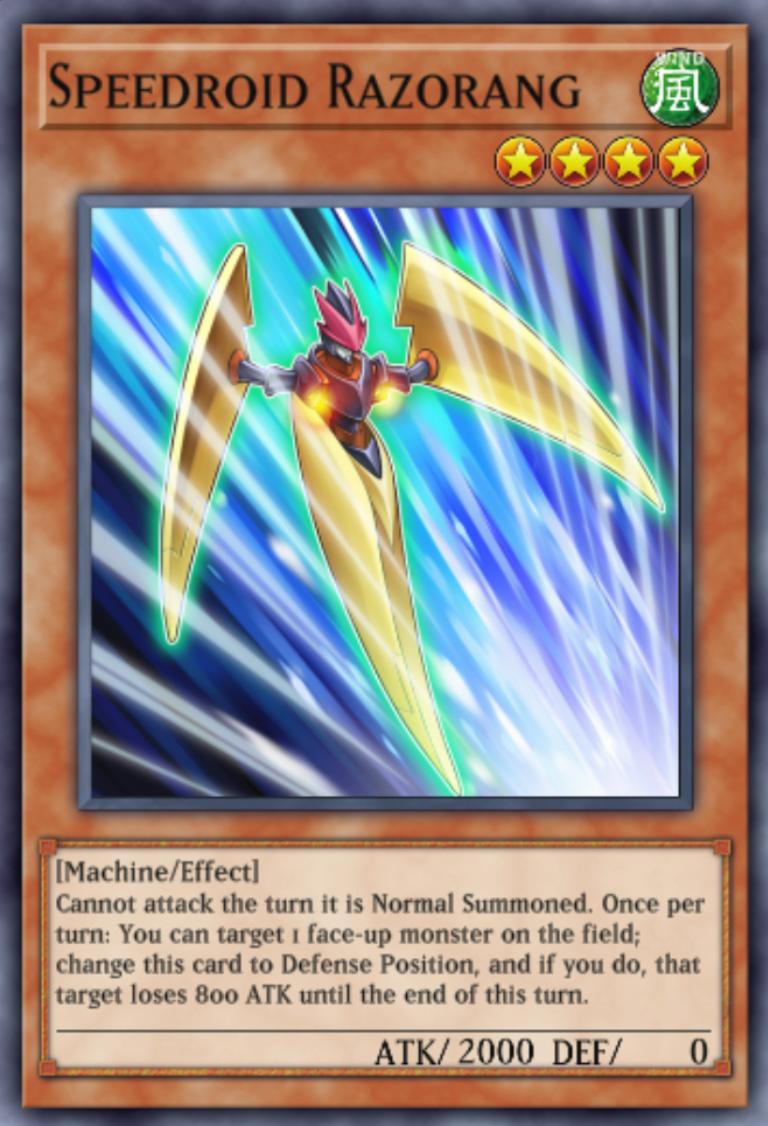 SPEEDROID RAZORANG
WIND
風
[Machine/Effect]
Cannot attack the turn it is Normal Summoned. Once per
turn: You can target 1 face-up monster on the field;
change this card to Defense Position, and if you do, that
target loses 800 ATK until the end of this turn.
ATK/ 2000 DEF/ 0